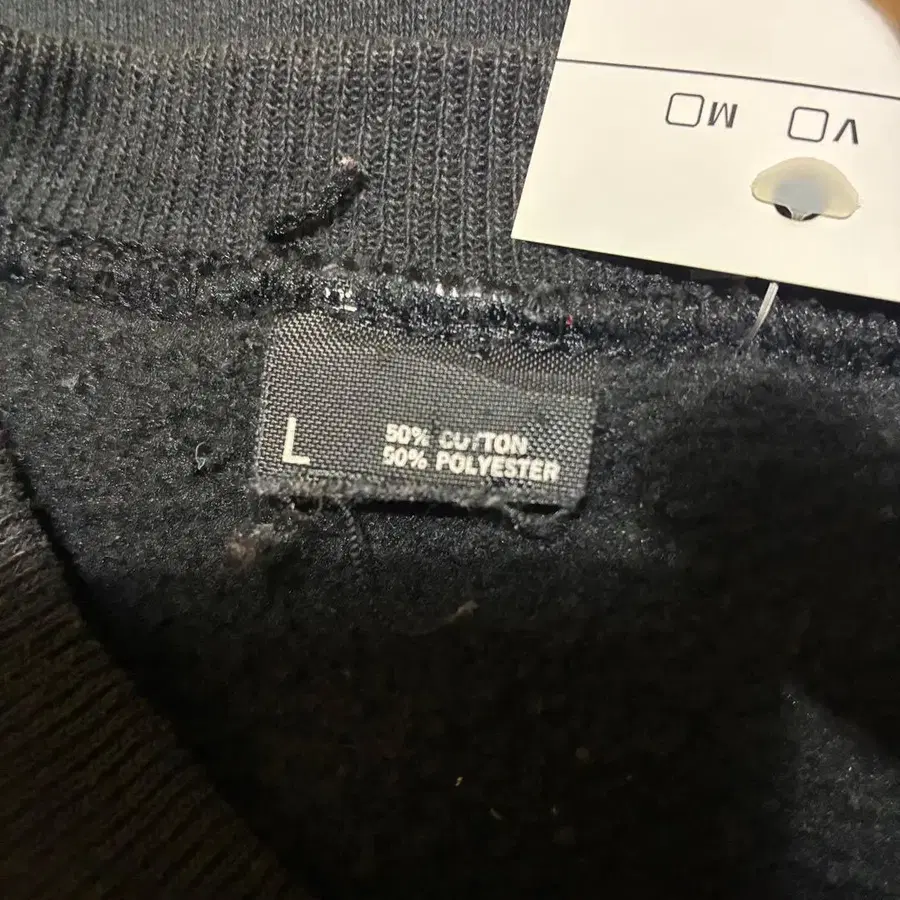 V M
L
50% COTTON
50% POLYESTER